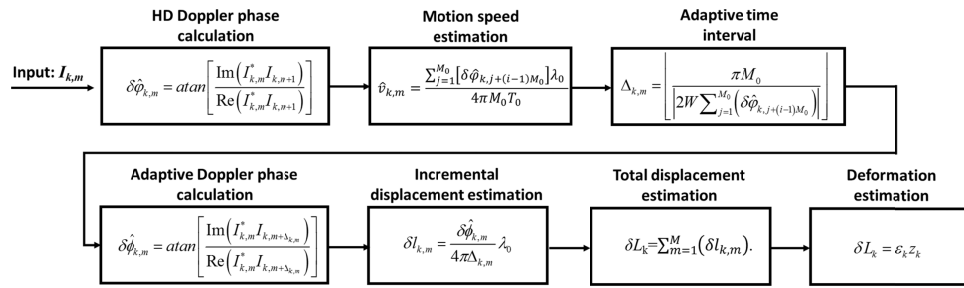 HD Doppler phase
calculation
Motion speed
estimation
Adaptive time
interval
Input: I_{k,m}
δφ̂_{k,m} = atan[Im(I*_{k,m} I_{k,n+1}) / Re(I*_{k,m} I_{k,n+1})]
v̂_{k,m} = ∑_{j=1}^{M_0} [δφ̂_{k,j+(i−1)M_0}]λ_0 / 4πM_0T_0
Δ_{k,m} = ⌊πM_0 / |2W ∑_{j=1}^{M_0} (δφ̂_{k,j+(i−1)M_0})|⌋
Adaptive Doppler phase
calculation
Incremental
displacement estimation
Total displacement
estimation
Deformation
estimation
δϕ̂_{k,m} = atan[Im(I*_{k,m} I_{k,m+Δ_{k,m}}) / Re(I*_{k,m} I_{k,m+Δ_{k,m}})]
δl_{k,m} = δϕ̂_{k,m} / 4πΔ_{k,m} λ_0
δL_k=∑_{m=1}^{M}(δl_{k,m}).
δL_k = ε_k z_k